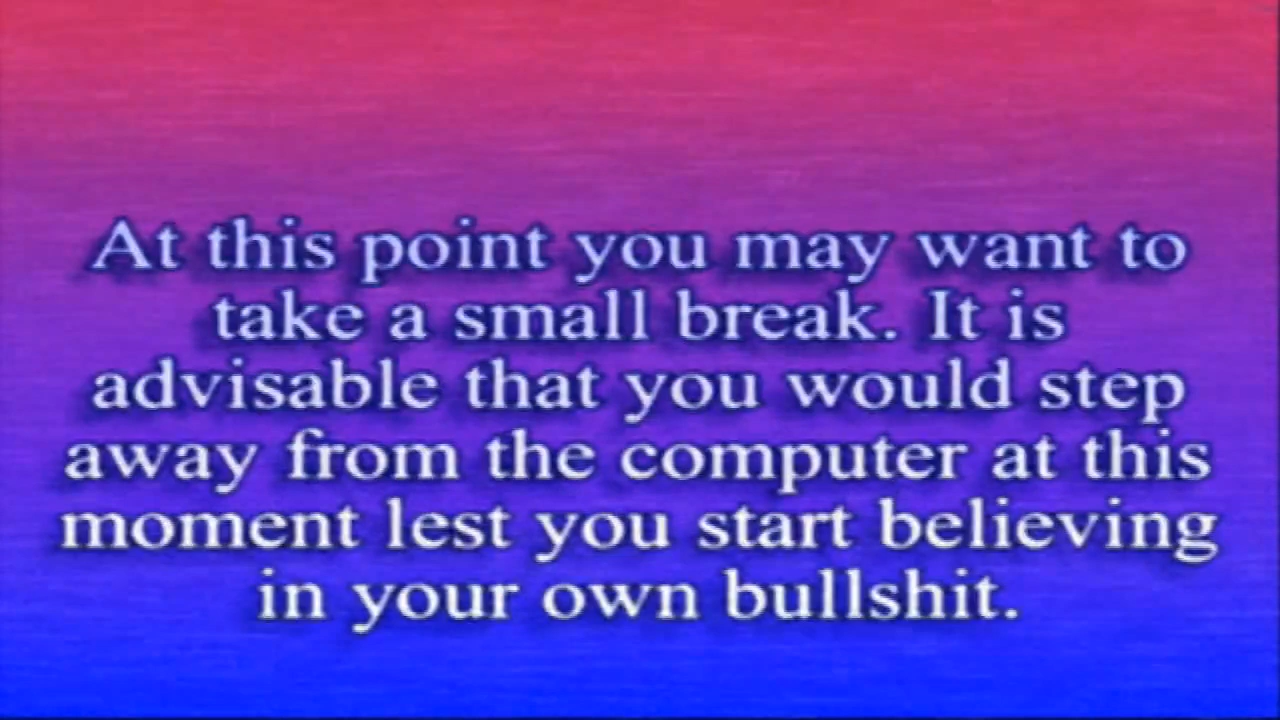 At this point you may want to
take a small break. It is
advisable that you would step
away from the computer at this
moment lest you start believing
in your own bullshit.